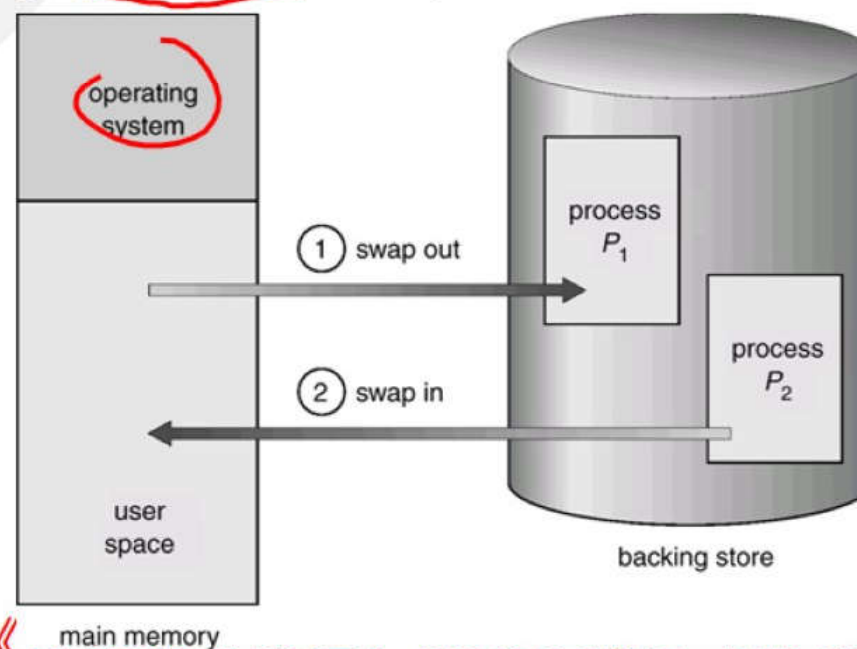 operating
system
process
P1
1 swap out
process
P2
2 swap in
user
space
backing store
main memory